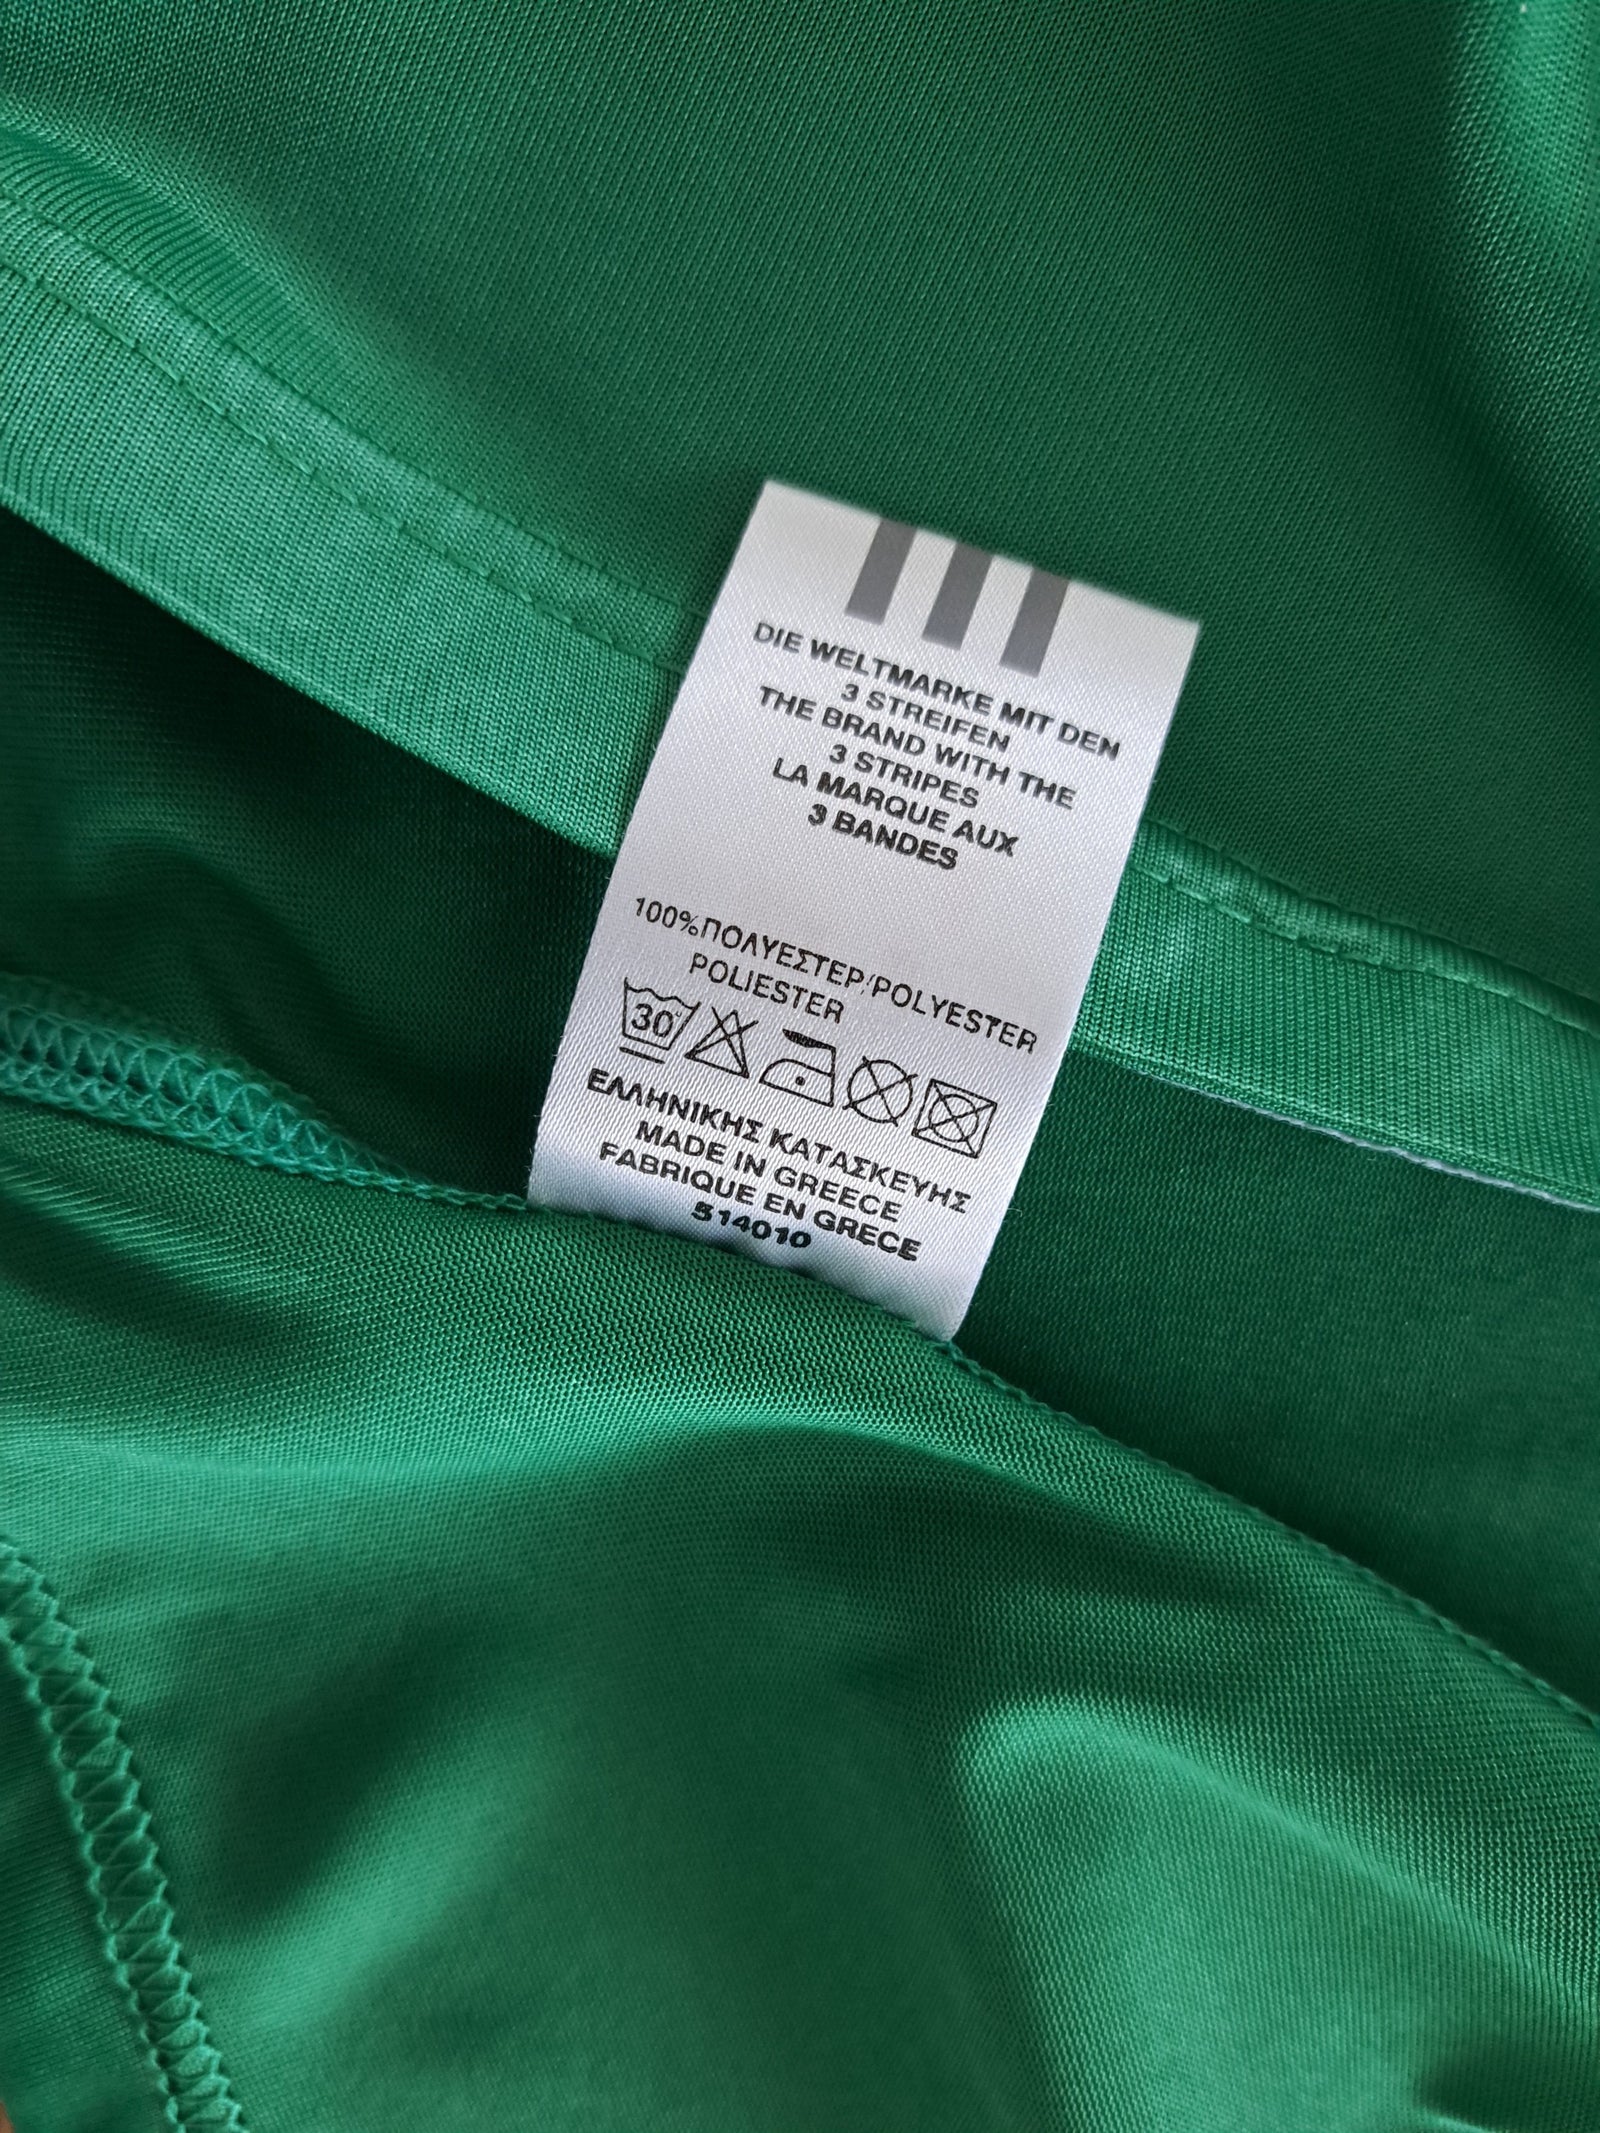 DIE WELTMARKE MIT DEN
3 STREIFEN
THE BRAND WITH THE
3 STRIPES
LA MARQUE AUX
3 BANDES
100%ΠΟΛΥΕΣΤΕΡ/POLYESTER
POLIESTER
30°
ΕΛΛΗΝΙΚΗΣ ΚΑΤΑΣΚΕΥΗΣ
MADE IN GREECE
FABRIQUE EN GRECE
514010